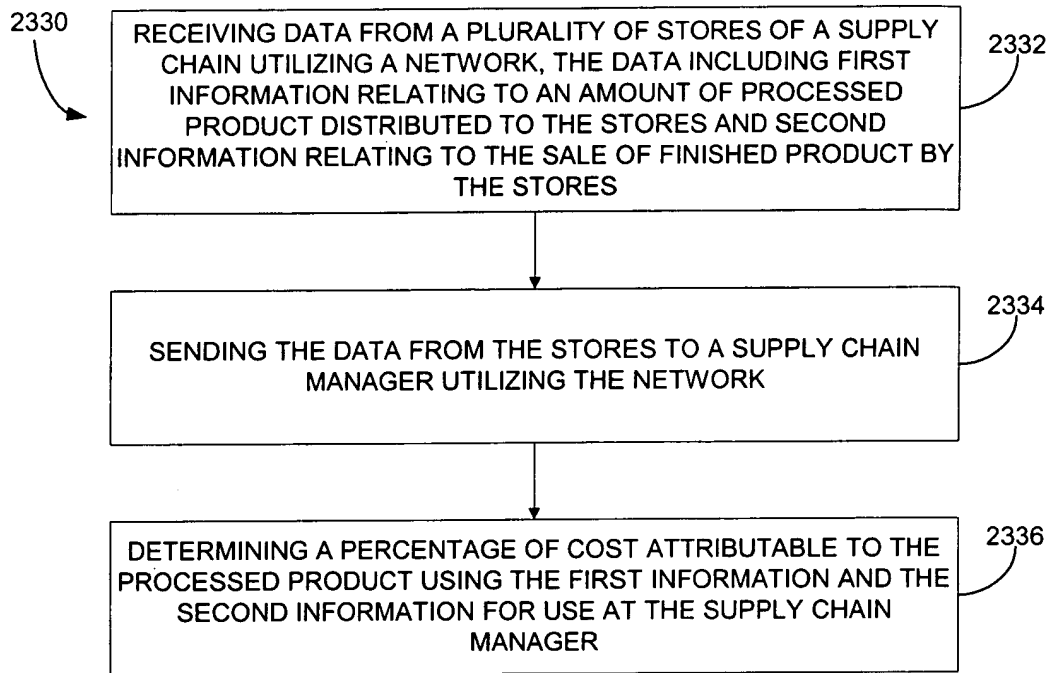 2330
RECEIVING DATA FROM A PLURALITY OF STORES OF A SUPPLY
CHAIN UTILIZING A NETWORK, THE DATA INCLUDING FIRST
INFORMATION RELATING TO AN AMOUNT OF PROCESSED
PRODUCT DISTRIBUTED TO THE STORES AND SECOND
INFORMATION RELATING TO THE SALE OF FINISHED PRODUCT BY
THE STORES
2332
SENDING THE DATA FROM THE STORES TO A SUPPLY CHAIN
MANAGER UTILIZING THE NETWORK
2334
DETERMINING A PERCENTAGE OF COST ATTRIBUTABLE TO THE
PROCESSED PRODUCT USING THE FIRST INFORMATION AND THE
SECOND INFORMATION FOR USE AT THE SUPPLY CHAIN
MANAGER
2336